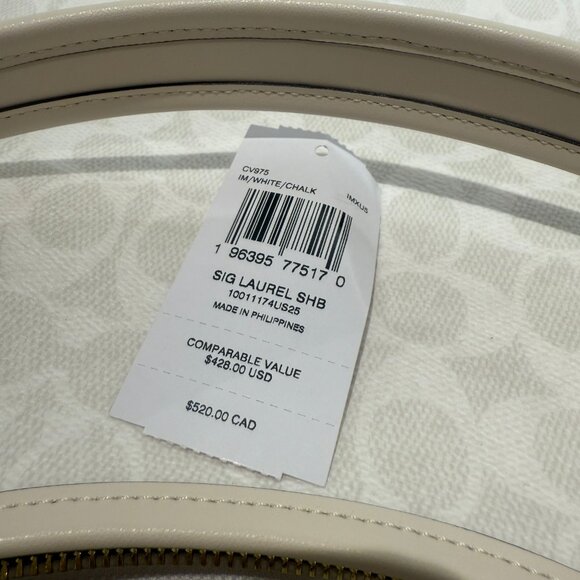 CV975
IM/WHITE/CHALK
IMXUS
1 96395 77517 0
SIG LAUREL SHB
10011174US25
MADE IN PHILIPPINES
COMPARABLE VALUE
$428.00 USD
$520.00 CAD